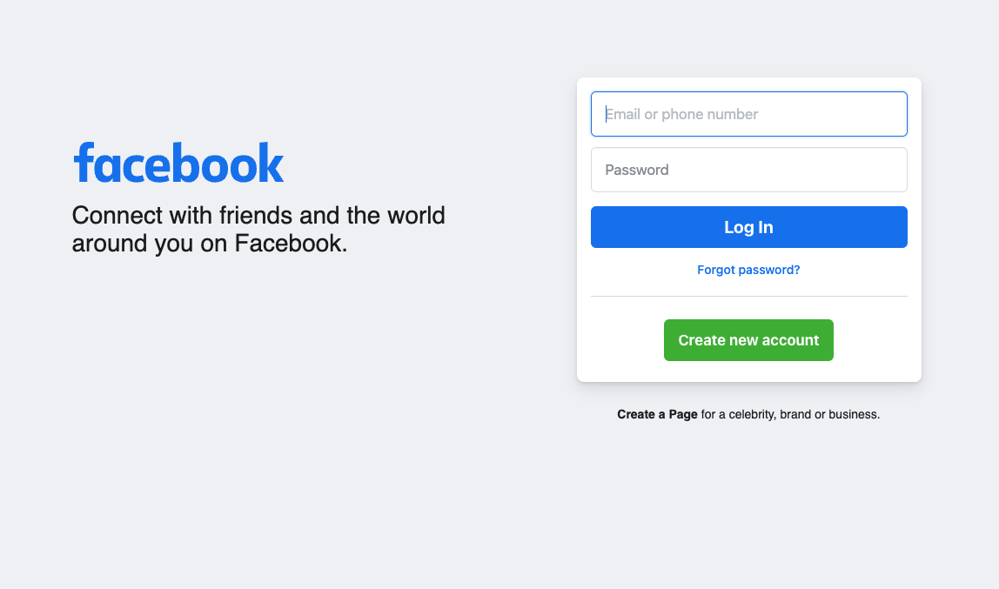 facebook
Connect with friends and the world
around you on Facebook.
Email or phone number
Password
Log In
Forgot password?
Create new account
Create a Page for a celebrity, brand or business.